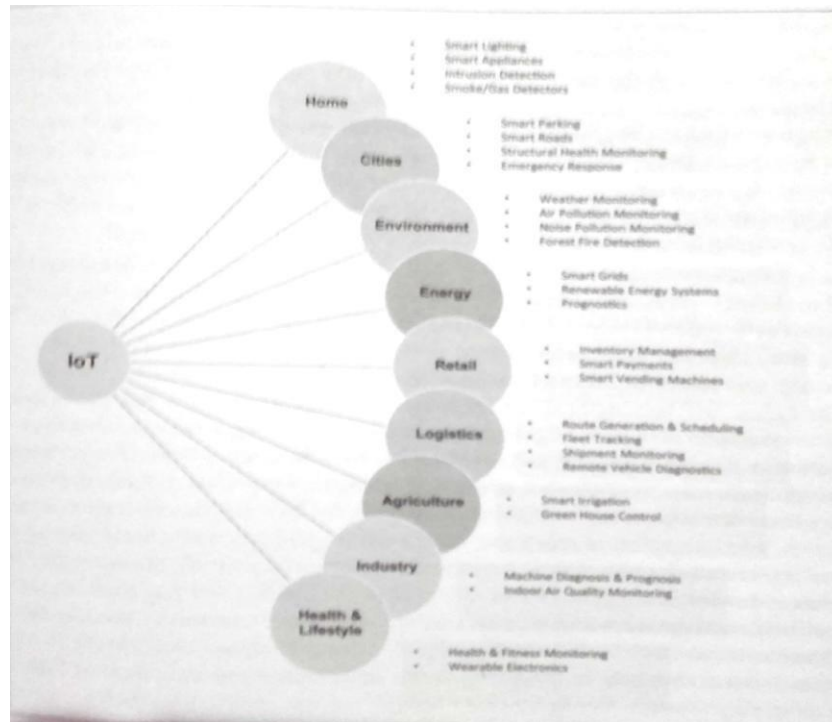 Smart Lighting
Smart Appliances
Intrusion Detection
Smoke/Gas Detectors
Home
Smart Parking
Smart Roads
Structural Health Monitoring
Emergency Response
Cities
Weather Monitoring
Air Pollution Monitoring
Noise Pollution Monitoring
Forest Fire Detection
Environment
Smart Grids
Renewable Energy Systems
Prognostics
Energy
IoT
Inventory Management
Smart Payments
Smart Vending Machines
Retail
Route Generation & Scheduling
Fleet Tracking
Shipment Monitoring
Remote Vehicle Diagnostics
Logistics
Smart Irrigation
Green House Control
Agriculture
Machine Diagnosis & Prognosis
Indoor Air Quality Monitoring
Industry
Health &
Lifestyle
Health & Fitness Monitoring
Wearable Electronics